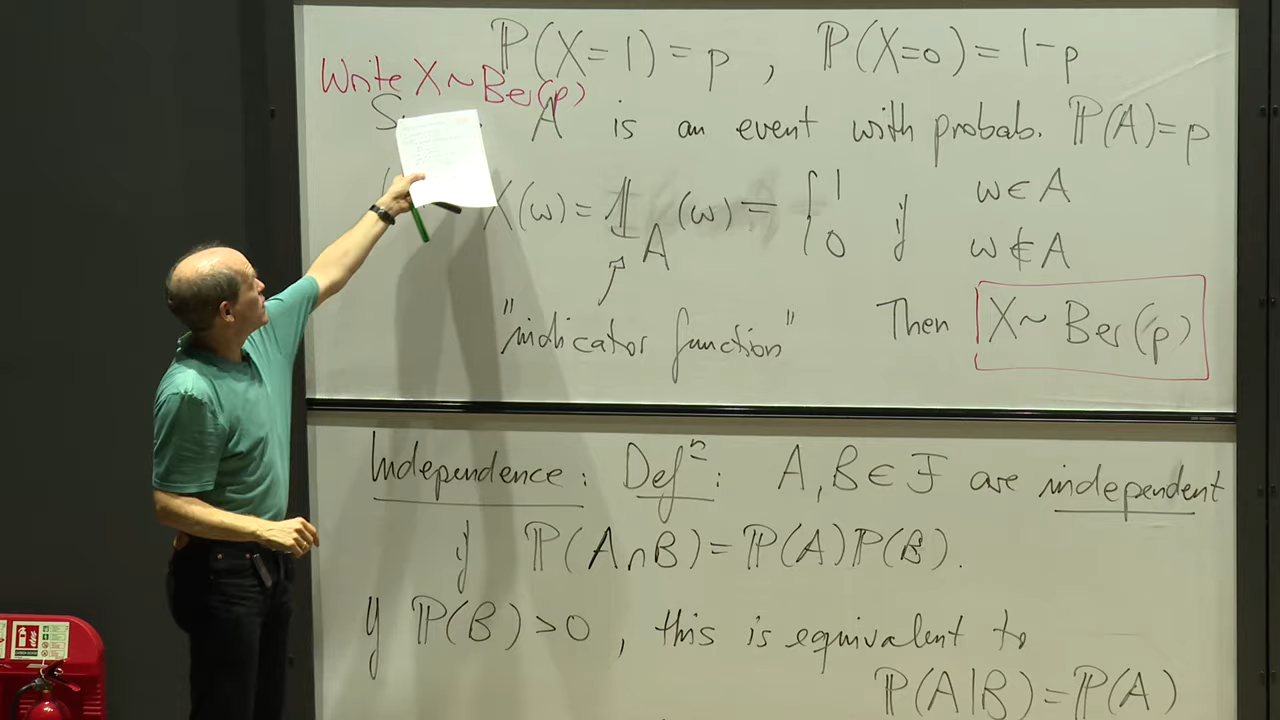 ℙ(X=1)=p , ℙ(X=0)=1-p
Write X~Ber(p)
A is an event with probab. ℙ(A)=p
X(ω)=𝟙_A(ω)= { 1 if ω∈A
0 ω∉A
"indicator function" Then X~Ber(p)
Independence: Defⁿ: A,B∈ℱ are independent
if ℙ(A∩B)=ℙ(A)ℙ(B).
If ℙ(B)>0, this is equivalent to
ℙ(A|B)=ℙ(A)